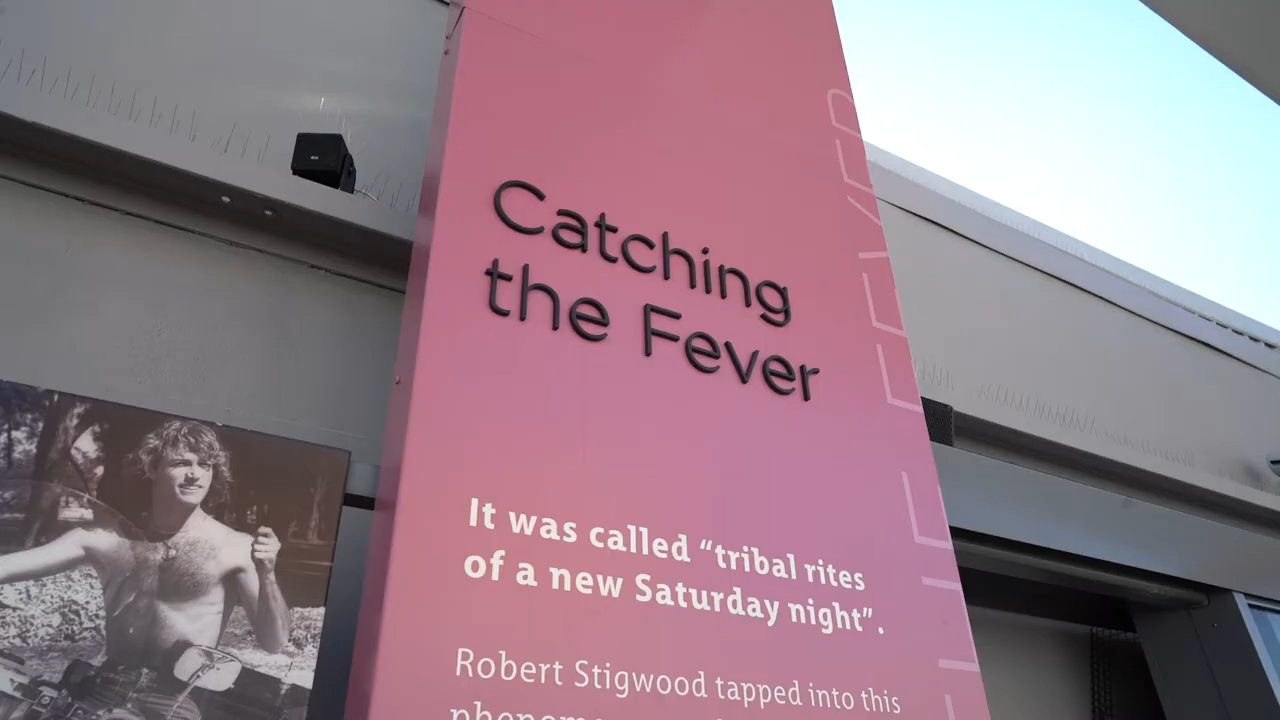 Catching
the Fever
It was called “tribal rites
of a new Saturday night”.
Robert Stigwood tapped into this